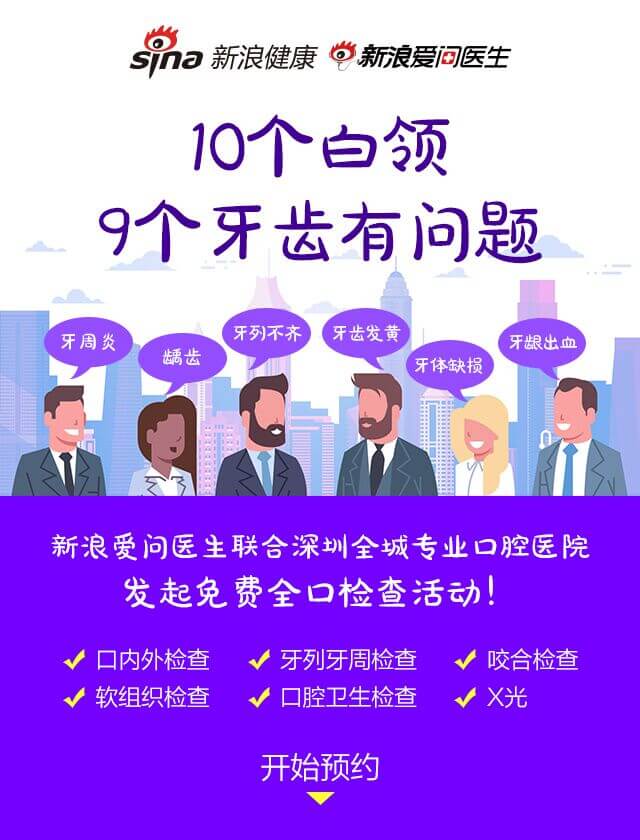 sina 新浪健康 新浪爱问医生
10个白领
9个牙齿有问题
牙周炎
龋齿
牙列不齐
牙齿发黄
牙体缺损
牙龈出血
新浪爱问医生联合深圳全城专业口腔医院
发起免费全口检查活动!
口内外检查 牙列牙周检查 咬合检查
软组织检查 口腔卫生检查 X光
开始预约